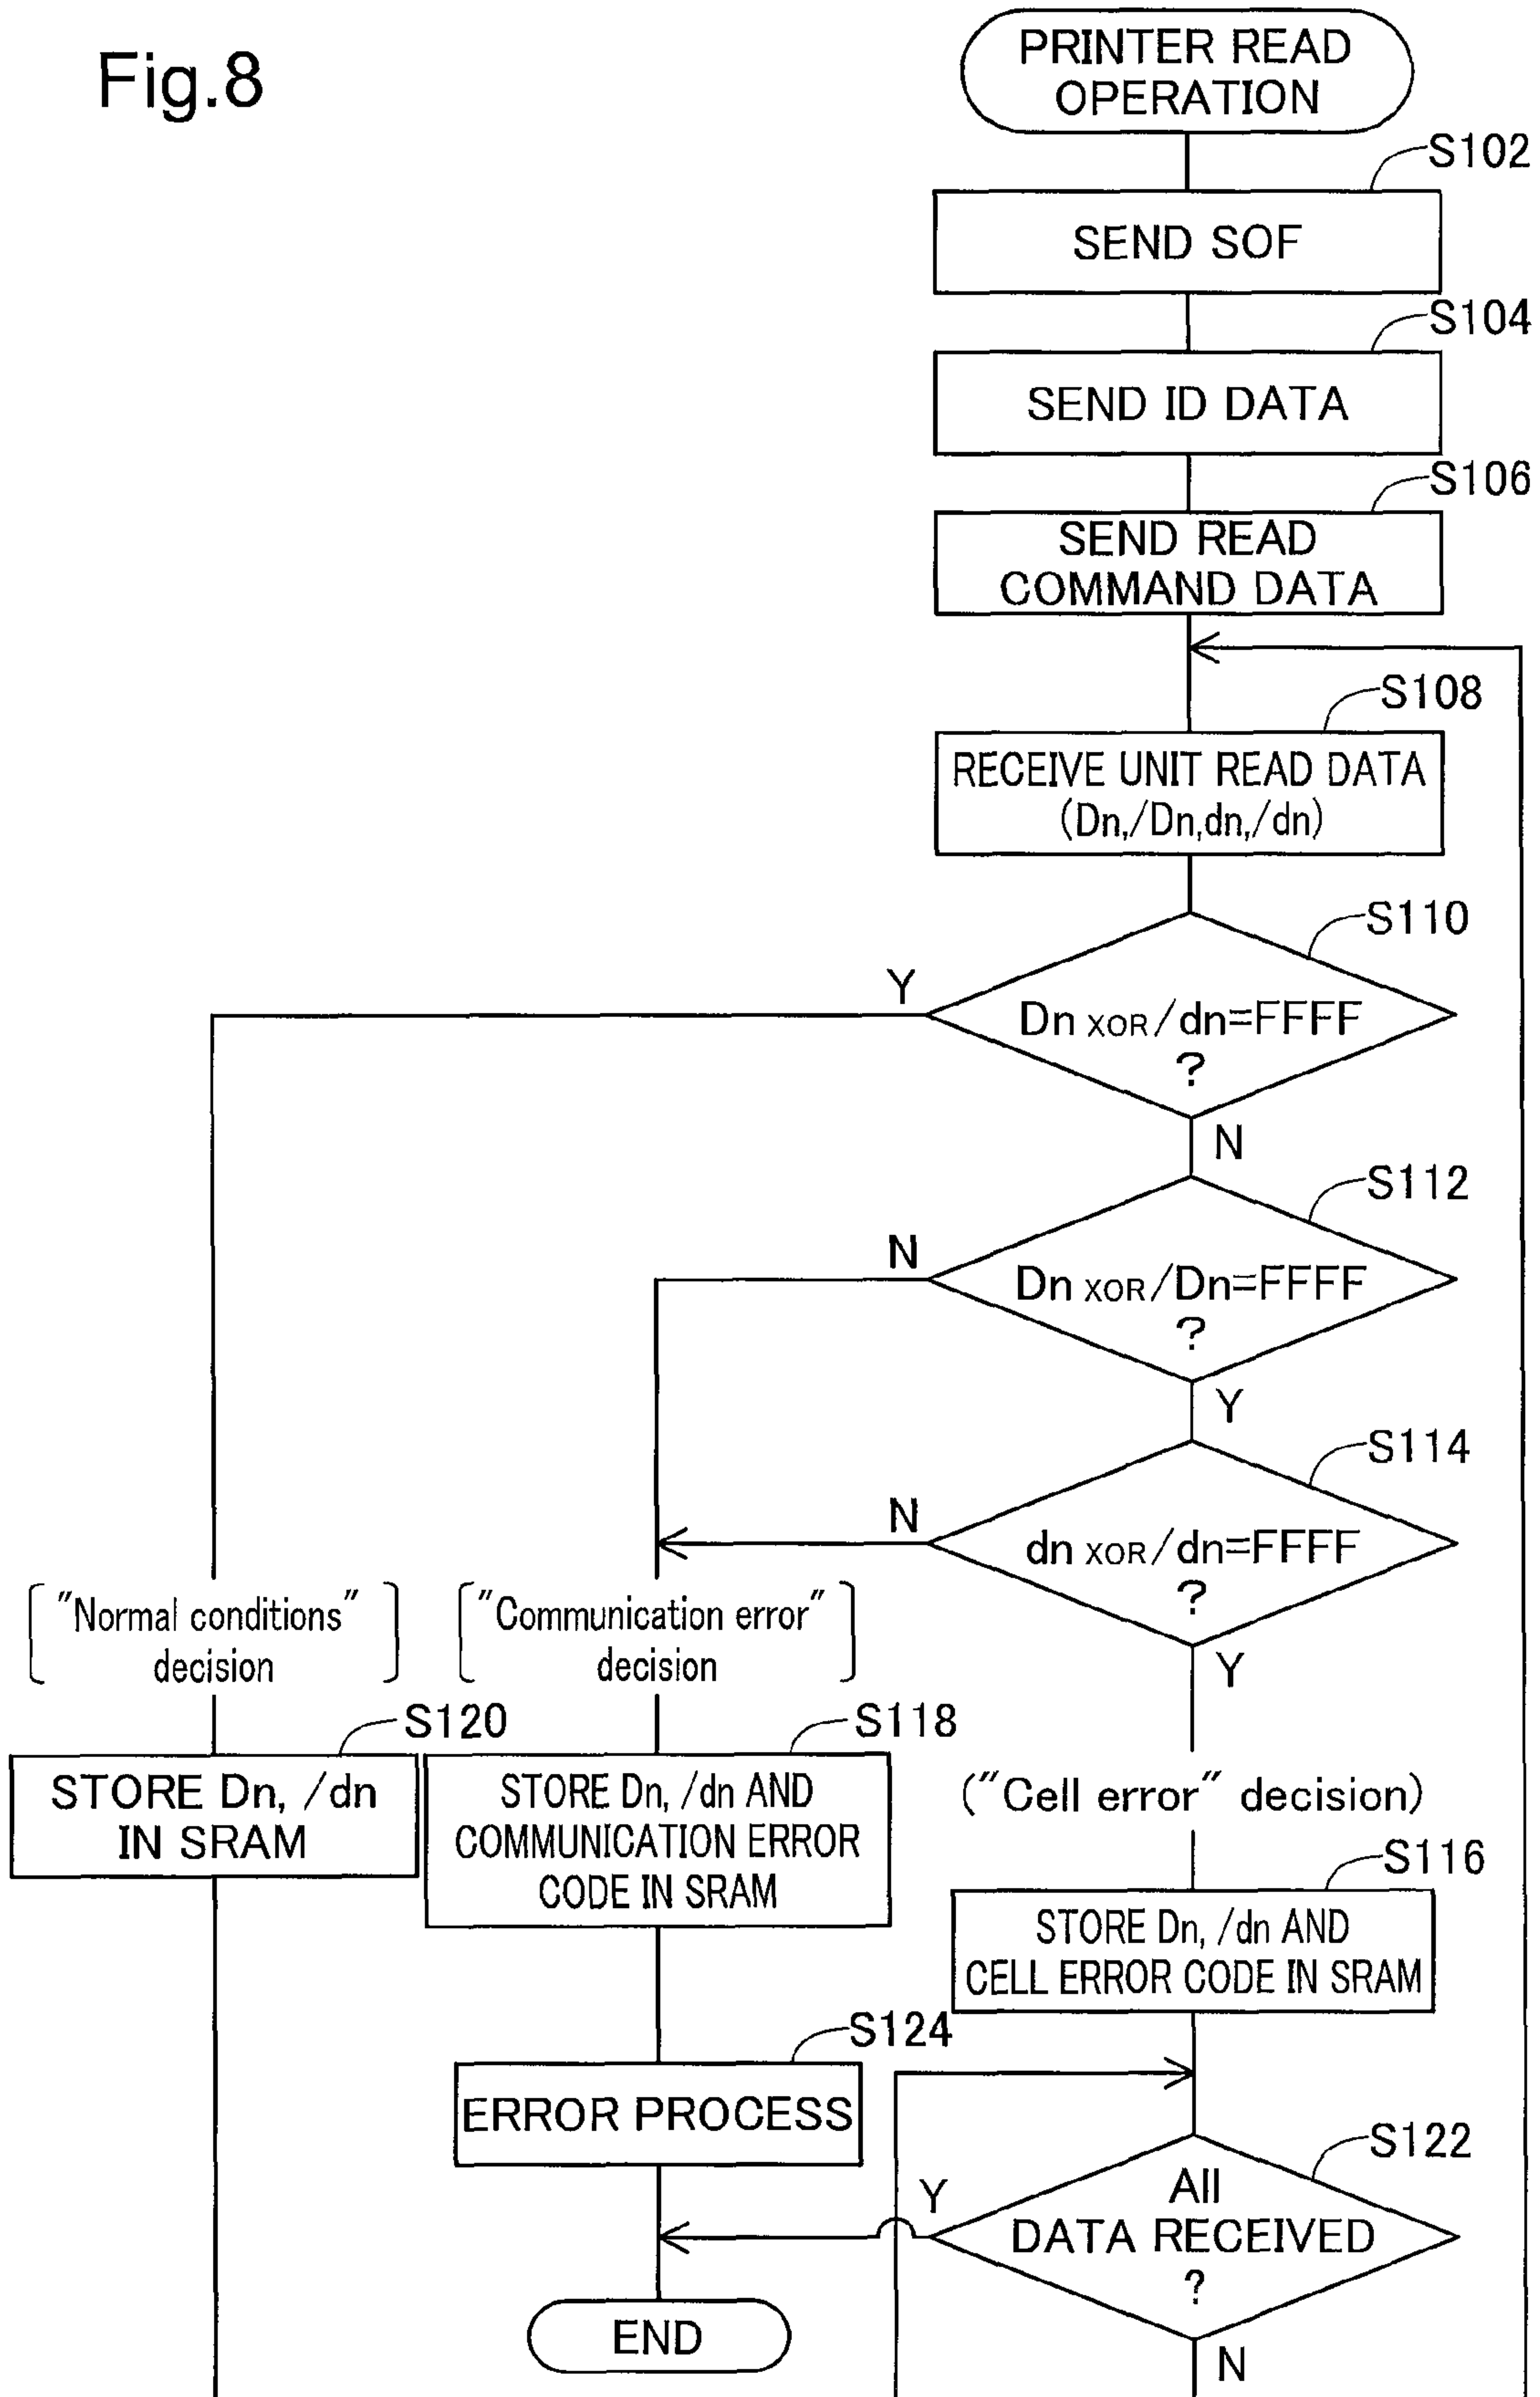 Fig.8
PRINTER READ
OPERATION
S102
SEND SOF
S104
SEND ID DATA
S106
SEND READ
COMMAND DATA
S108
RECEIVE UNIT READ DATA
(Dn,/Dn,dn,/dn)
S110
Y
Dn XOR/dn=FFFF
?
N
S112
N
Dn XOR/Dn=FFFF
?
Y
S114
N
dn XOR/dn=FFFF
?
Y
"Normal conditions"
decision
"Communication error"
decision
S120
STORE Dn, /dn
IN SRAM
S118
STORE Dn, /dn AND
COMMUNICATION ERROR
CODE IN SRAM
("Cell error" decision)
S116
STORE Dn, /dn AND
CELL ERROR CODE IN SRAM
S124
ERROR PROCESS
S122
Y
All
DATA RECEIVED
?
N
END